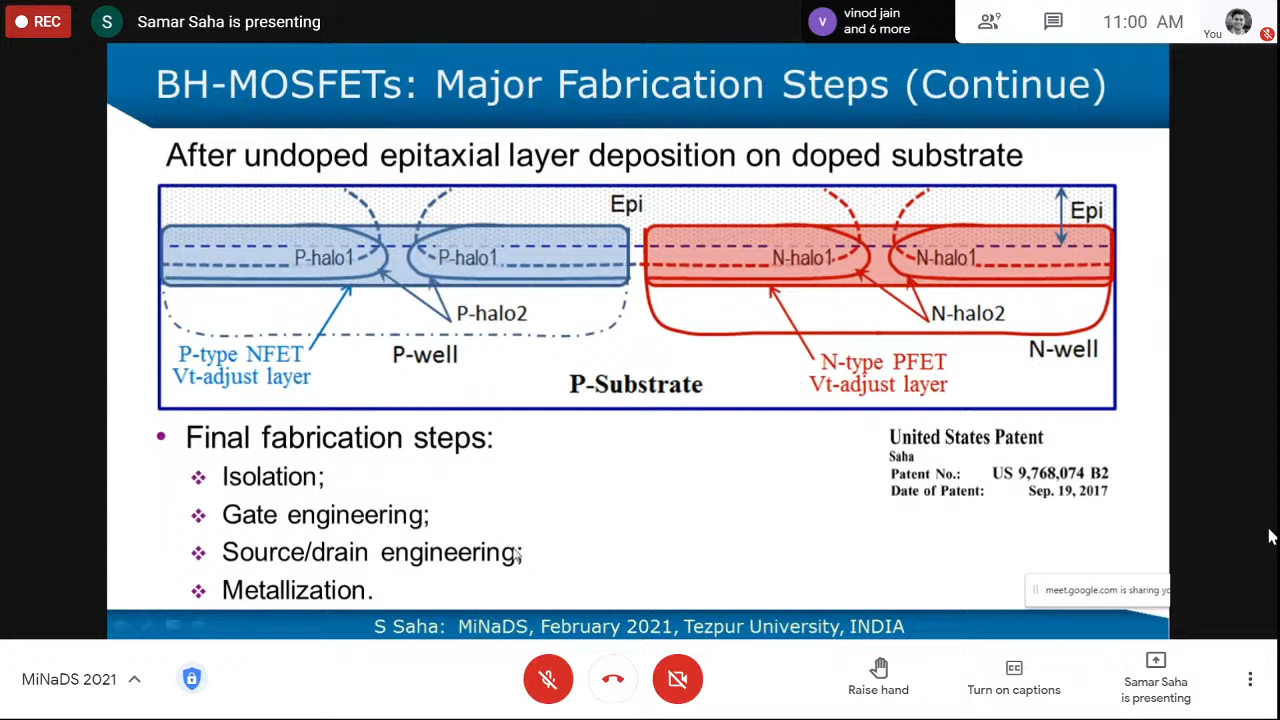 REC
S
Samar Saha is presenting
v
vinod jain
and 6 more
9
11:00 AM
You
BH-MOSFETs: Major Fabrication Steps (Continue)
After undoped epitaxial layer deposition on doped substrate
Epi
Epi
P-halo1
P-halo1
N-halo1
N-halo1
P-halo2
N-halo2
P-type NFET
Vt-adjust layer
P-well
P-Substrate
N-type PFET
Vt-adjust layer
N-well
• Final fabrication steps:
❖ Isolation;
❖ Gate engineering;
❖ Source/drain engineering;
❖ Metallization.
United States Patent
Saha
Patent No.: US 9,768,074 B2
Date of Patent: Sep. 19, 2017
meet.google.com is sharing yo
S Saha: MiNaDS, February 2021, Tezpur University, INDIA
MiNaDS 2021
Raise hand
CC
Turn on captions
Samar Saha
is presenting